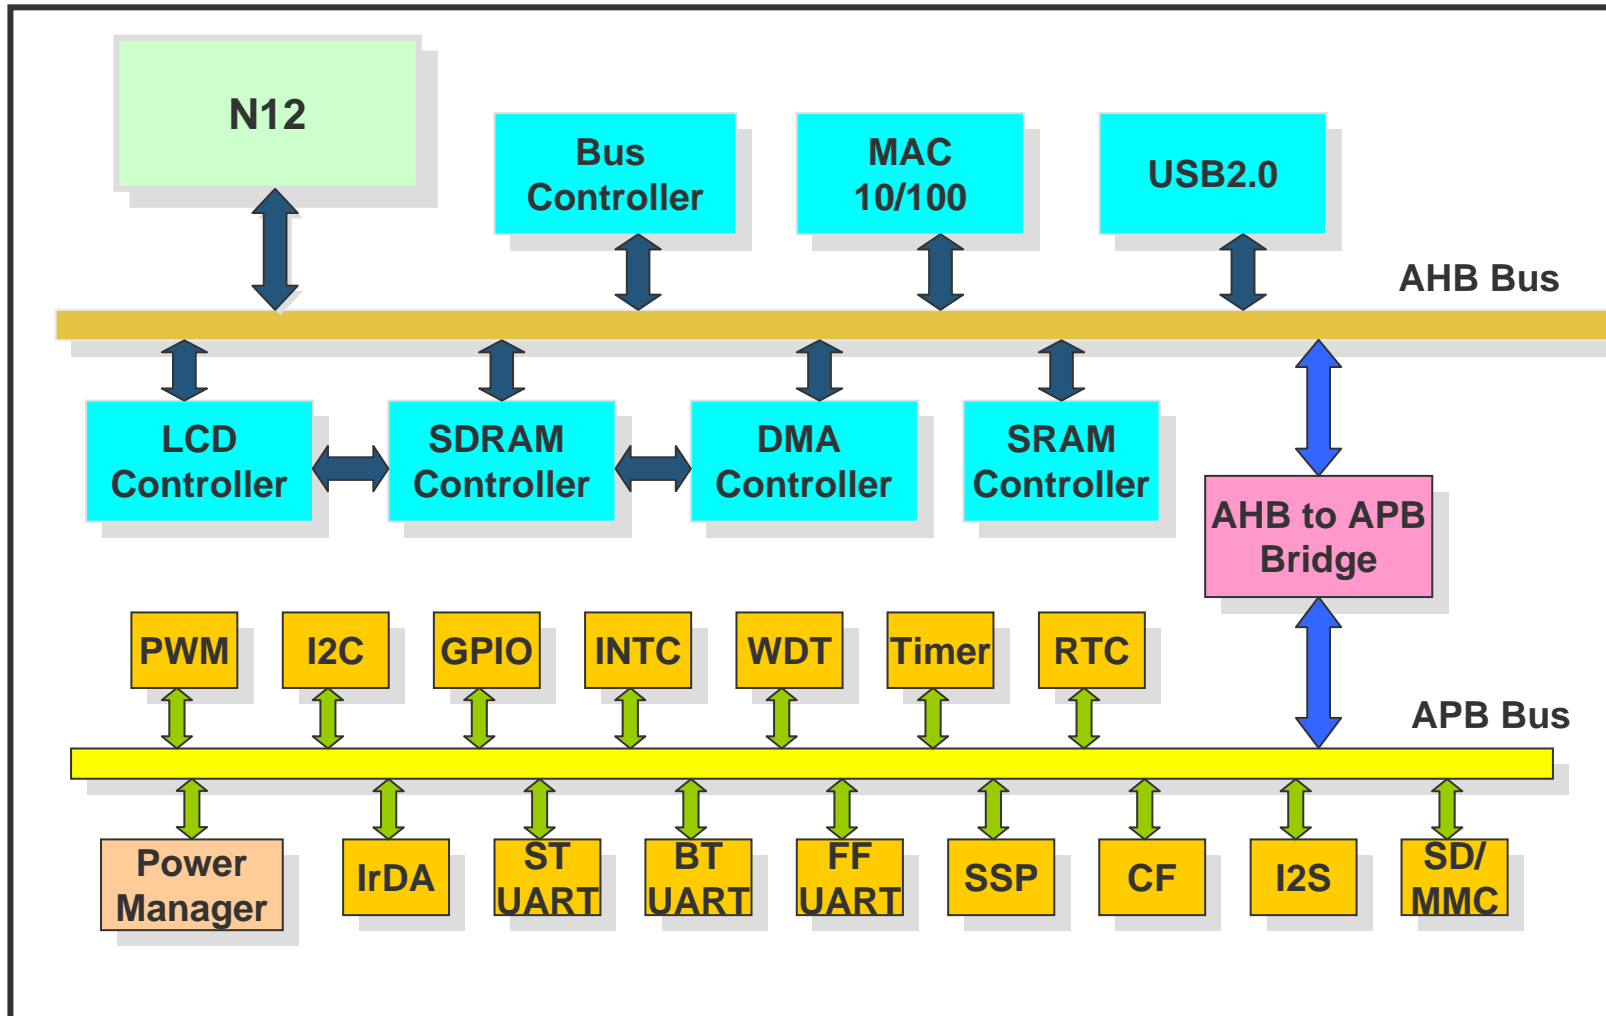 N12
Bus
Controller
MAC
10/100
USB2.0
AHB Bus
LCD
Controller
SDRAM
Controller
DMA
Controller
SRAM
Controller
AHB to APB
Bridge
PWM
I2C
GPIO
INTC
WDT
Timer
RTC
APB Bus
Power
Manager
IrDA
ST
UART
BT
UART
FF
UART
SSP
CF
I2S
SD/
MMC